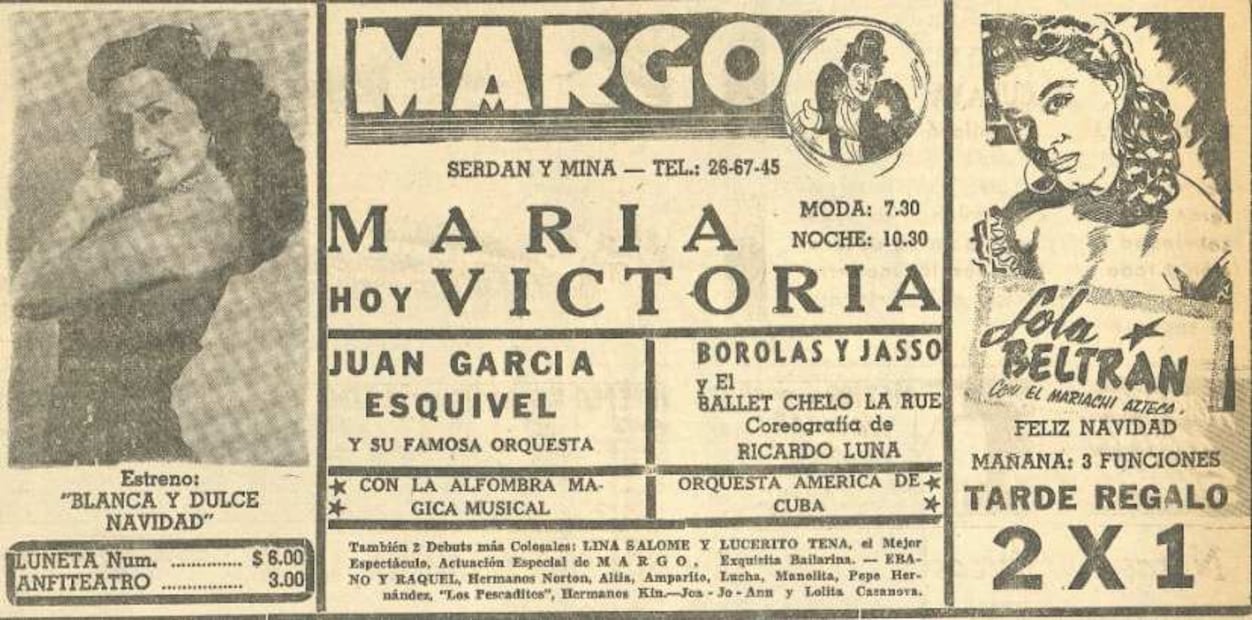 Estreno:
"BLANCA Y DULCE
NAVIDAD"
LUNETA Num. ............. $ 6.00
ANFITEATRO ............... 3.00
MARGO
SERDAN Y MINA — TEL.: 26-67-45
MARIA
MODA: 7.30
NOCHE: 10.30
HOY VICTORIA
JUAN GARCIA
ESQUIVEL
Y SU FAMOSA ORQUESTA
BOROLAS Y JASSO
y El
BALLET CHELO LA RUE
Coreografía de
RICARDO LUNA
CON LA ALFOMBRA MA-
GICA MUSICAL
ORQUESTA AMERICA DE
CUBA
También 2 Debuts más Colosales: LINA SALOME Y LUCERITO TENA, el Mejor
Espectáculo, Actuación Especial de MARGO, Exquisita Bailarina. — EBA-
NO Y RAQUEL, Hermanos Norton, Altia, Amparito, Lucha, Manolita, Pepe Her-
nández, "Los Pescaditos", Hermanos Kin.—Joa - Jo - Ann y Lolita Casanova.
Lola
BELTRAN
CON EL MARIACHI AZTECA.
FELIZ NAVIDAD
MAÑANA: 3 FUNCIONES
TARDE REGALO
2 X 1